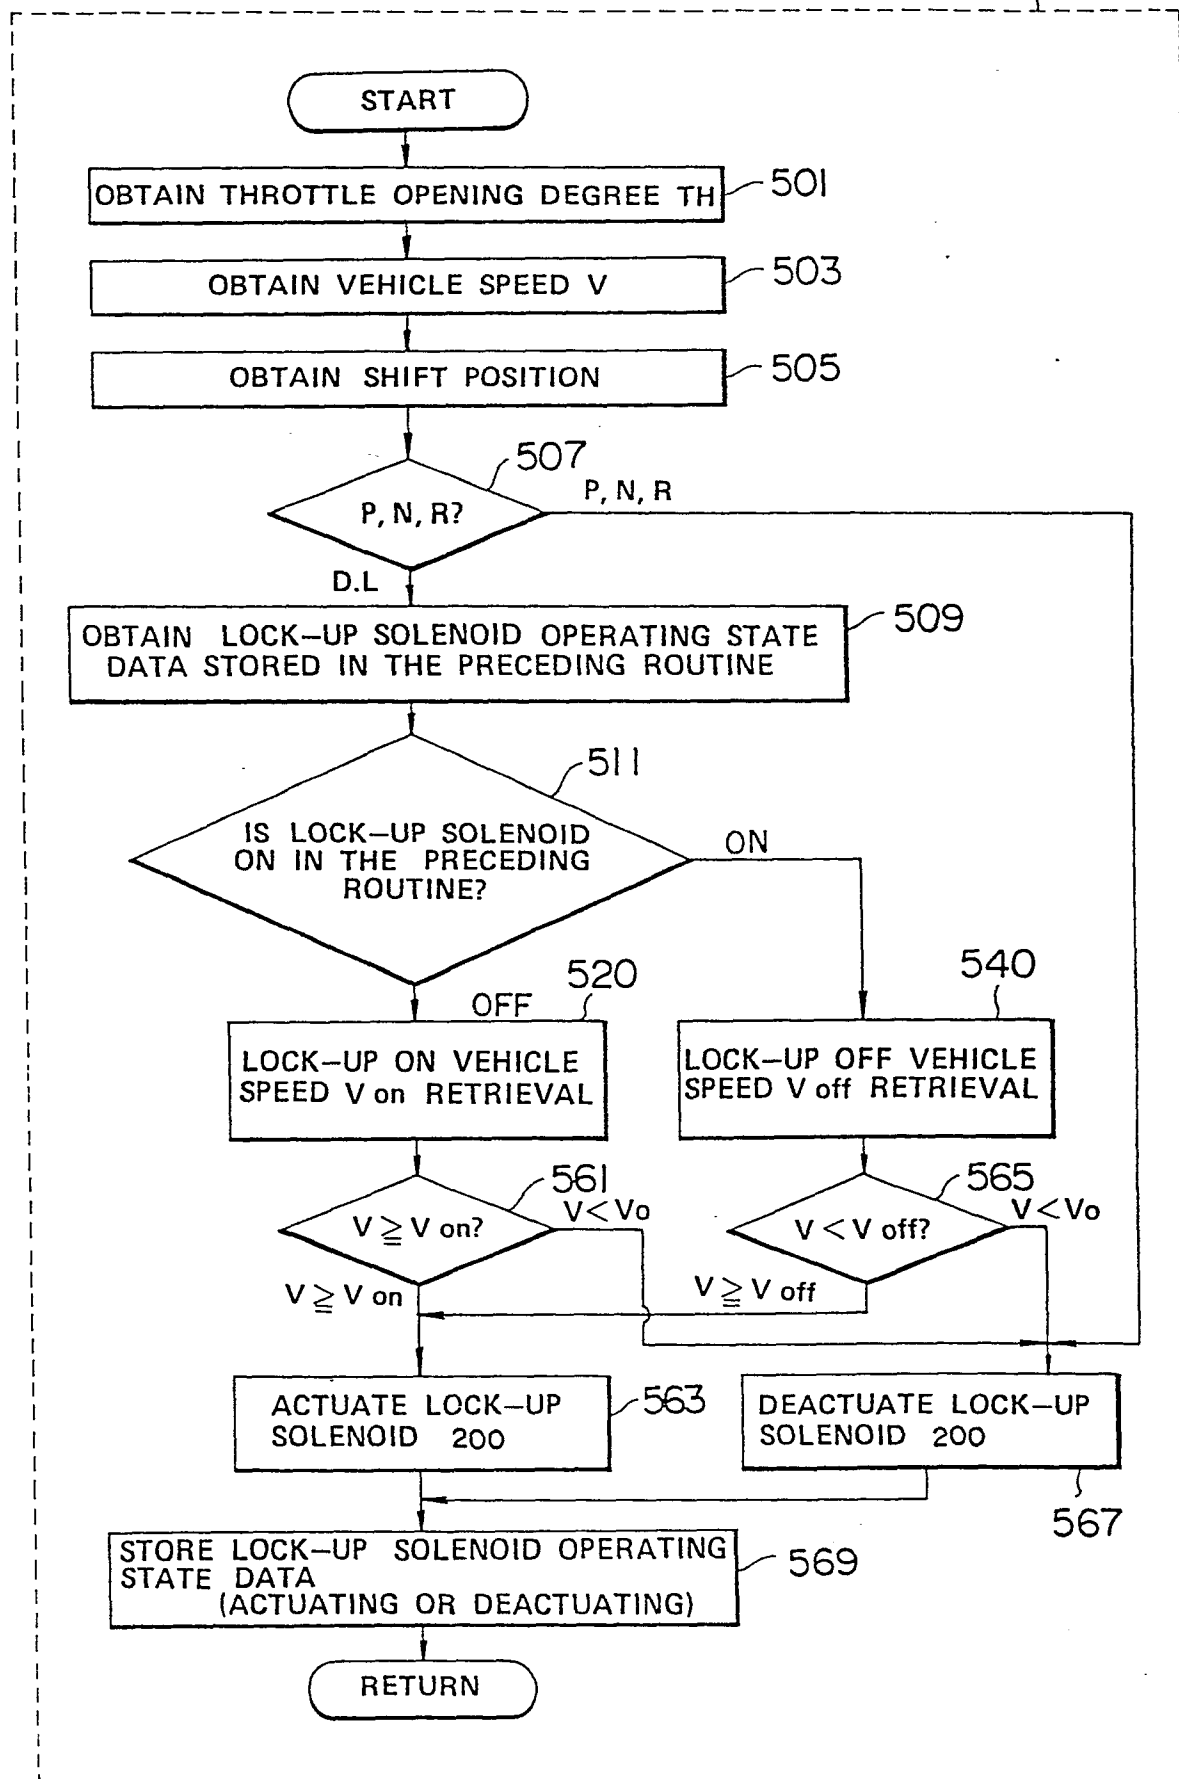 START
OBTAIN THROTTLE OPENING DEGREE TH
501
OBTAIN VEHICLE SPEED V
503
OBTAIN SHIFT POSITION
505
507
P, N, R?
P, N, R
D.L
OBTAIN LOCK-UP SOLENOID OPERATING STATE
DATA STORED IN THE PRECEDING ROUTINE
509
511
IS LOCK-UP SOLENOID
ON IN THE PRECEDING
ROUTINE?
ON
OFF
520
LOCK-UP ON VEHICLE
SPEED V on RETRIEVAL
540
LOCK-UP OFF VEHICLE
SPEED V off RETRIEVAL
561
V ≧ V on?
V < Vo
V ≧ V on
565
V < V off?
V < Vo
V ≧ V off
ACTUATE LOCK-UP
SOLENOID 200
563
DEACTUATE LOCK-UP
SOLENOID 200
567
STORE LOCK-UP SOLENOID OPERATING
STATE DATA
(ACTUATING OR DEACTUATING)
569
RETURN